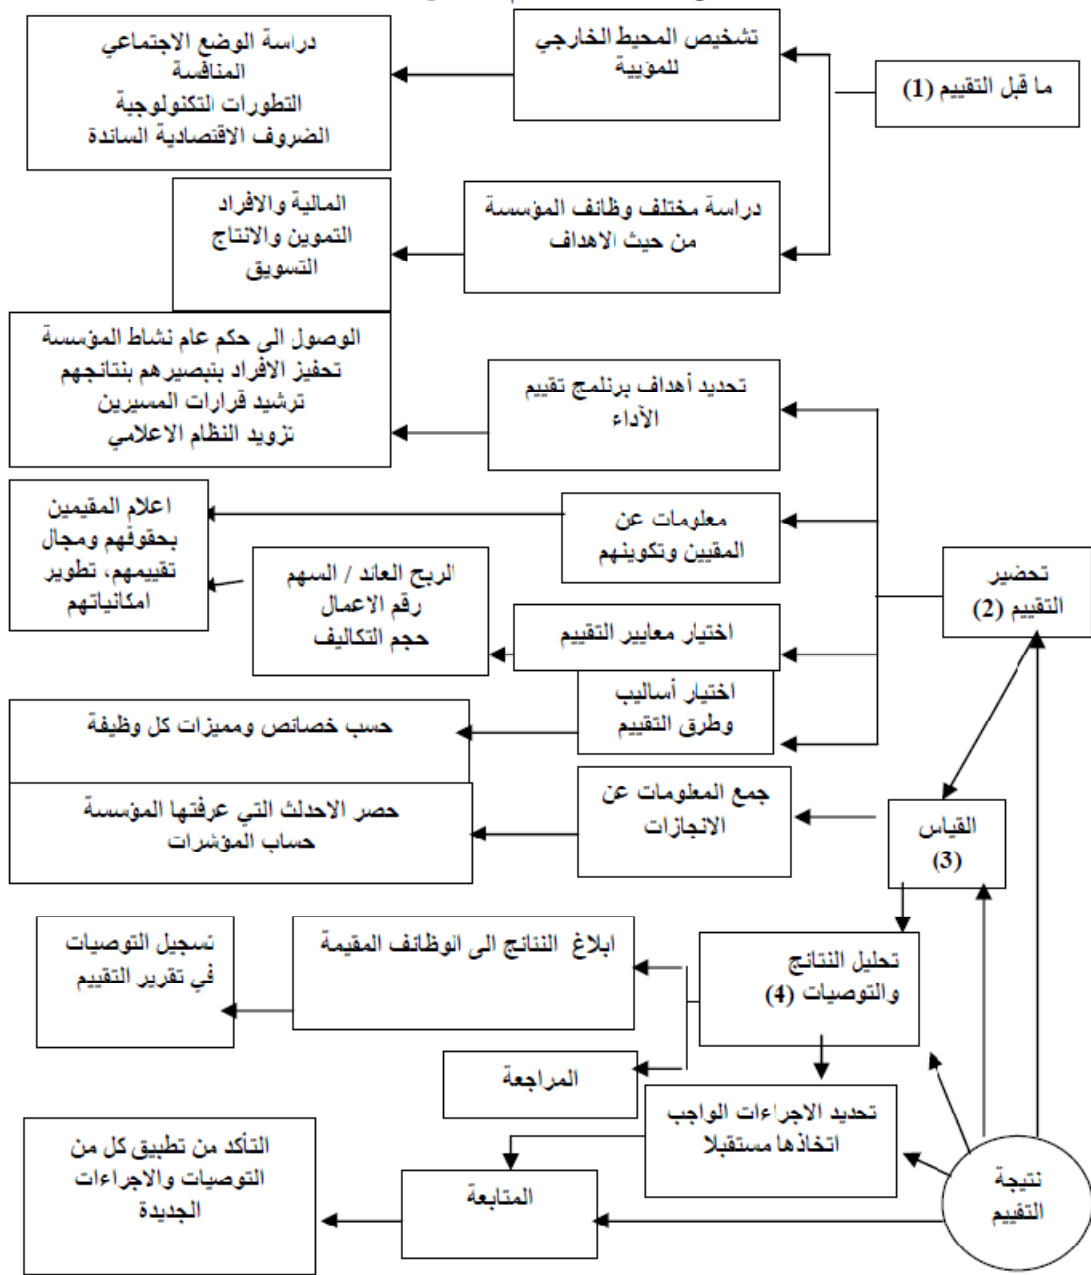 ما قبل التقييم (1)
تشخيص المحيط الخارجي
للمؤيية
دراسة الوضع الاجتماعي
المنافسة
التطورات التكنولوجية
الضروف الاقتصادية السائدة
دراسة مختلف وظائف المؤسسة
من حيث الاهداف
المالية والافراد
التموين والانتاج
التسويق
تحضير
التقييم (2)
تحديد أهداف برنلمج تقييم
الآداء
الوصول الى حكم عام نشاط المؤسسة
تحفيز الافراد بتبصيرهم بنتائجهم
ترشيد قرارات المسيرين
تزويد النظام الاعلامي
معلومات عن
المقيين وتكوينهم
اعلام المقيمين
بحقوقهم ومجال
تقييمهم، تطوير
امكانياتهم
اختيار معايير التقييم
الربح العائد / السهم
رقم الاعمال
حجم التكاليف
اختيار أساليب
وطرق التقييم
حسب خصائص ومميزات كل وظيفة
القياس
(3)
جمع المعلومات عن
الانجازات
حصر الاحدلث التي عرفتها المؤسسة
حساب المؤشرات
تحليل النتائج
والتوصيات (4)
ابلاغ النتائج الى الوظائف المقيمة
تسجيل التوصيات
في تقرير التقييم
المراجعة
تحديد الاجراءات الواجب
اتخاذها مستقبلا
المتابعة
التأكد من تطبيق كل من
التوصيات والاجراءات
الجديدة
نتيجة
التقييم